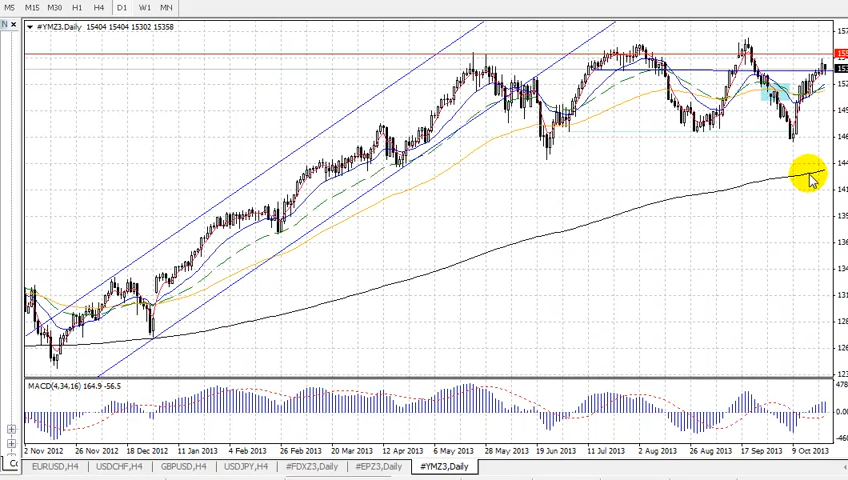 M5 M15 M30 H1 H4 D1 W1 MN
N
#YMZ3,Daily 15404 15404 15302 15358
MACD(4,34,16) 164.9 -56.5
478
0.00
-460
2 Nov 2012 26 Nov 2012 18 Dec 2012 11 Jan 2013 4 Feb 2013 26 Feb 2013 20 Mar 2013 12 Apr 2013 6 May 2013 28 May 2013 19 Jun 2013 11 Jul 2013 2 Aug 2013 26 Aug 2013 17 Sep 2013 9 Oct 2013
EURUSD,H4 USDCHF,H4 GBPUSD,H4 USDJPY,H4 #FDXZ3,Daily #EPZ3,Daily #YMZ3,Daily